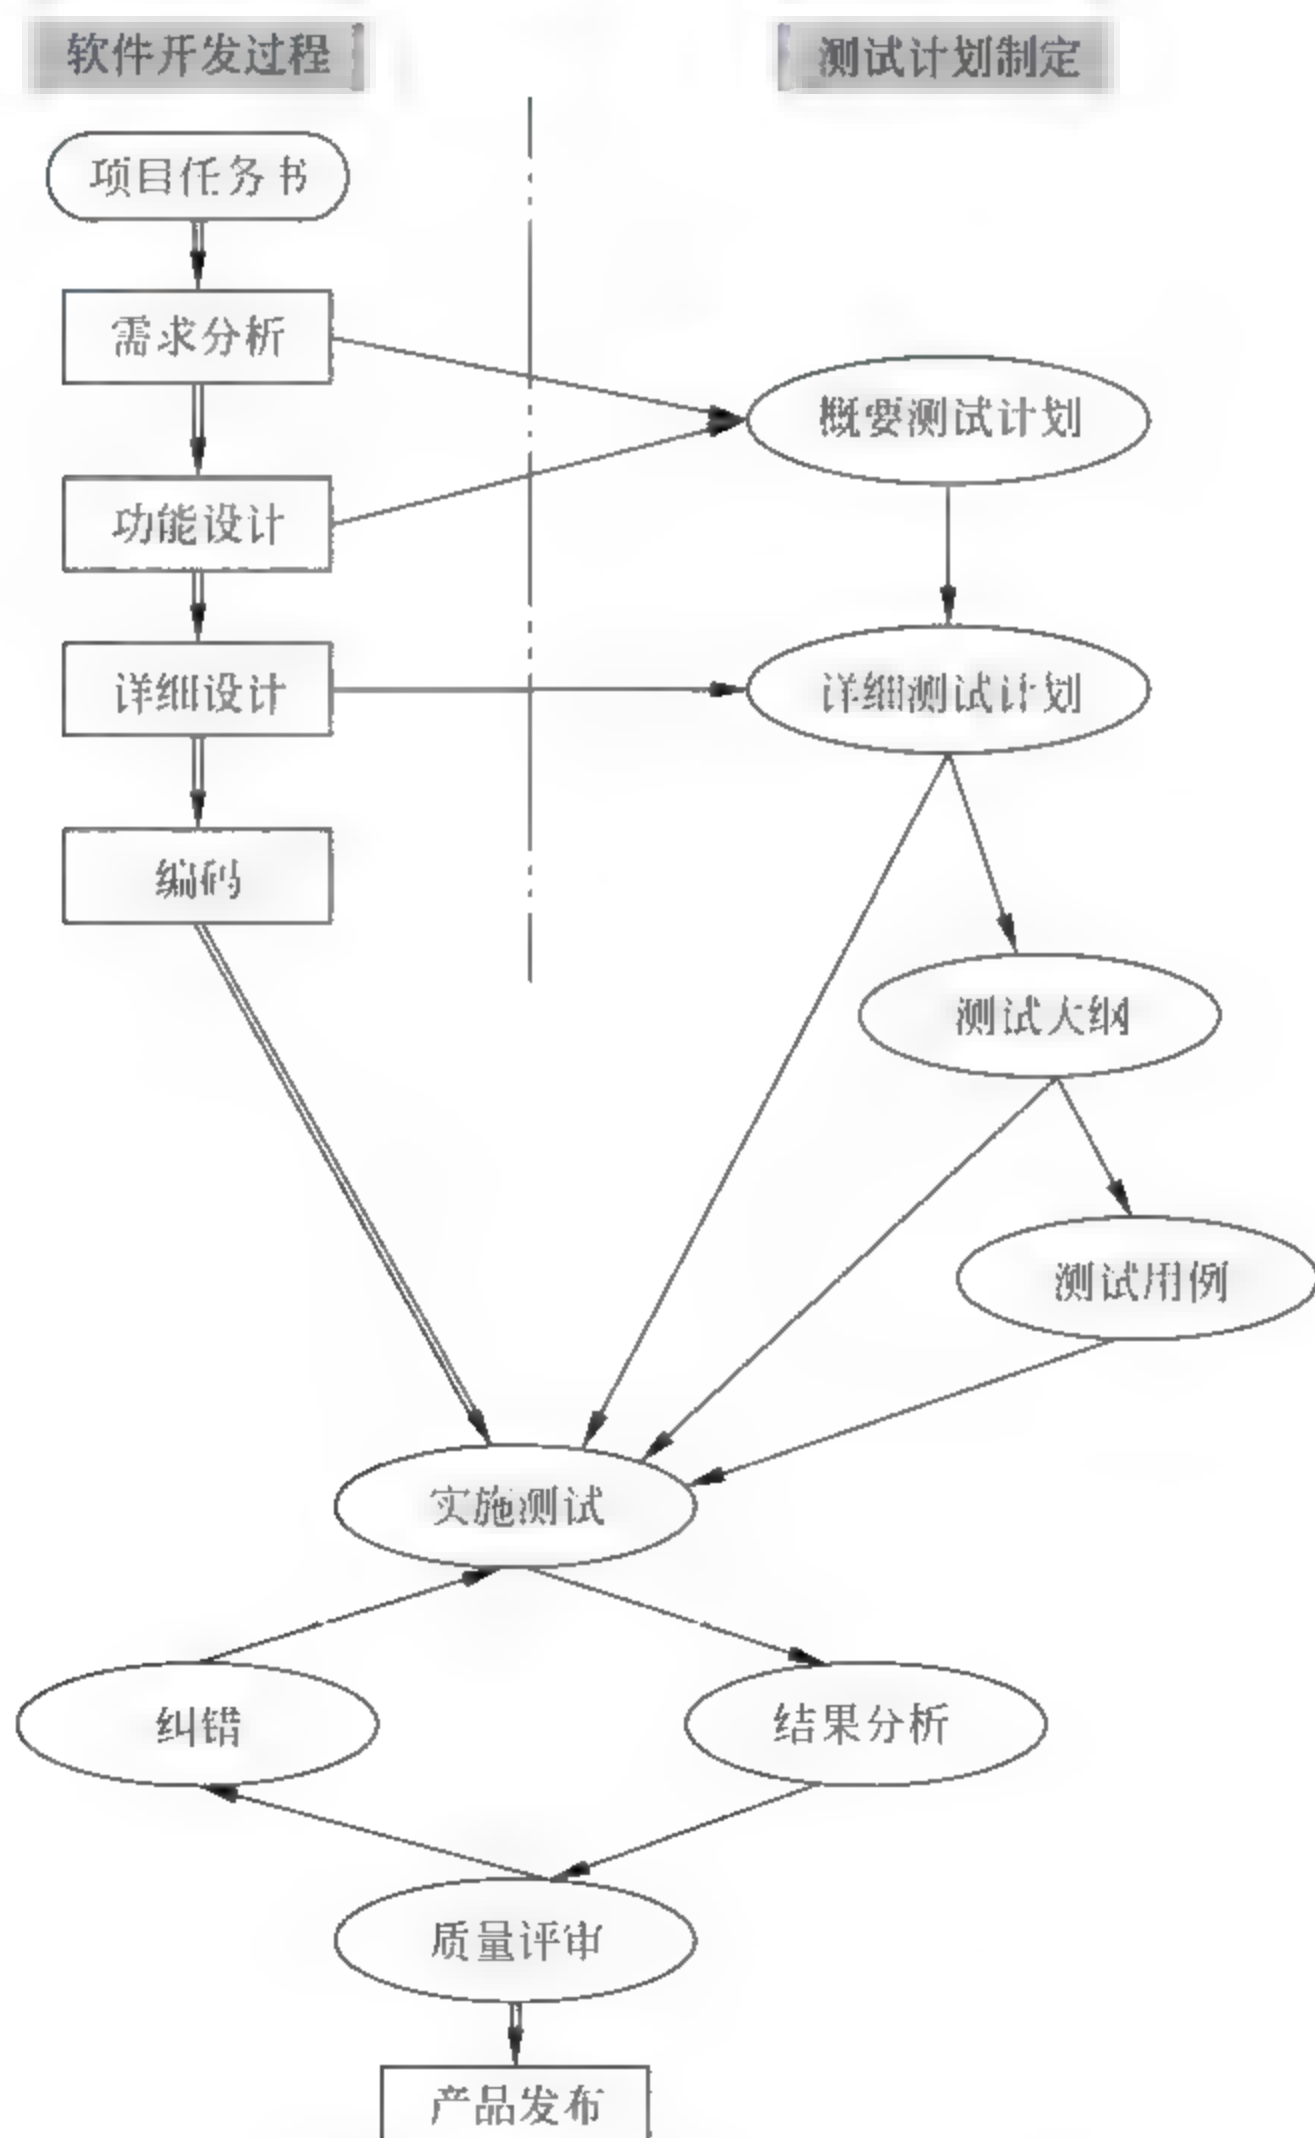 软件开发过程
测试计划制定
项目任务书
需求分析
概要测试计划
功能设计
详细设计
详细测试计划
编码
测试大纲
测试用例
实施测试
纠错
结果分析
质量评审
产品发布